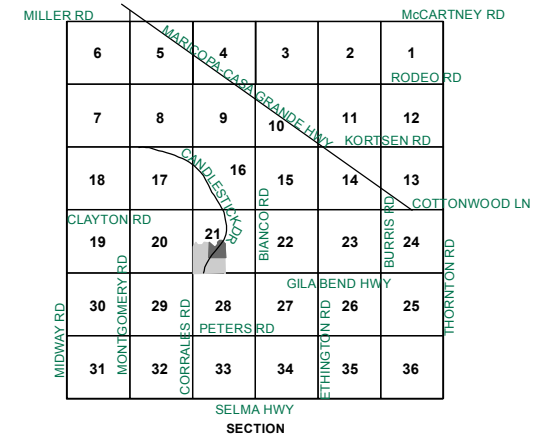 MILLER RD
McCARTNEY RD
MARICOPA-CASA GRANDE HWY
6 5 4 3 2 1
RODEO RD
7 8 9 10 11 12
KORTSEN RD
CANDLESTICK DR
18 17 16 15 14 13
COTTONWOOD LN
CLAYTON RD
BIANCO RD
BURRIS RD
19 20 21 22 23 24
THORNTON RD
GILA BEND HWY
MIDWAY RD
MONTGOMERY RD
30 29 28 27 26 25
CORRALES RD
PETERS RD
ETHINGTON RD
31 32 33 34 35 36
SELMA HWY
SECTION